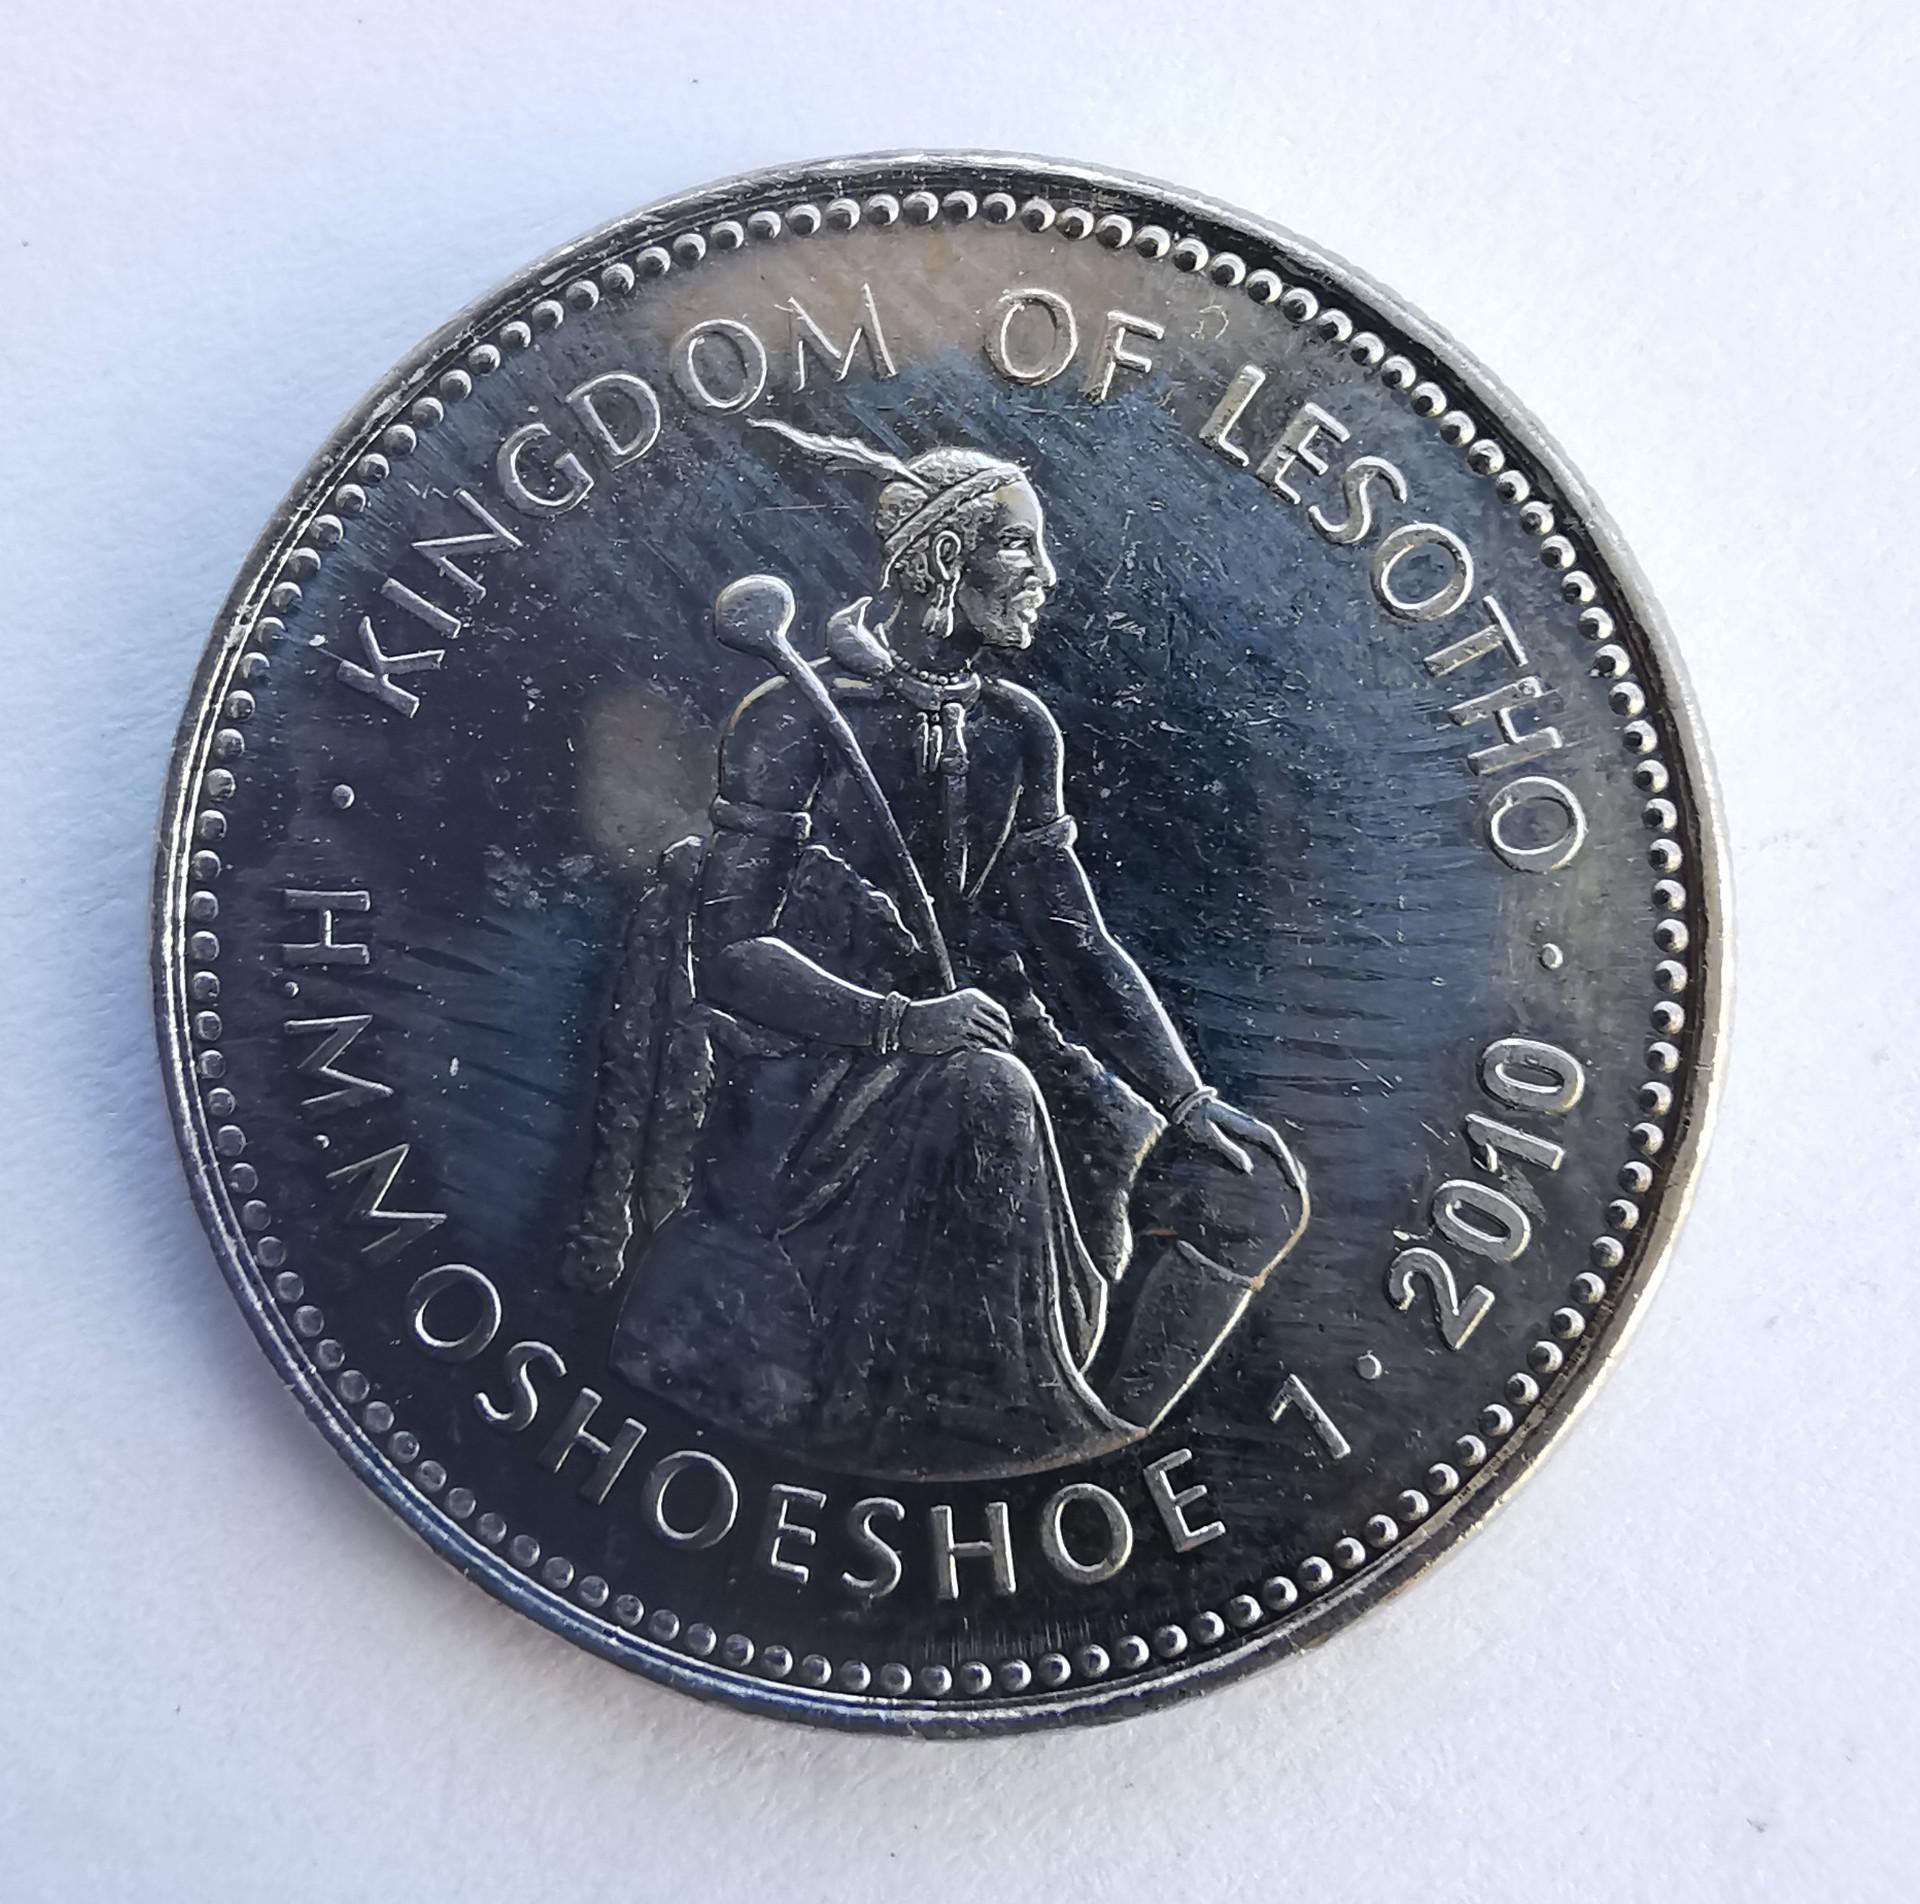 KINGDOM OF LESOTHO · 2010 ·
H.M.MOSHOESHOE 1 ·